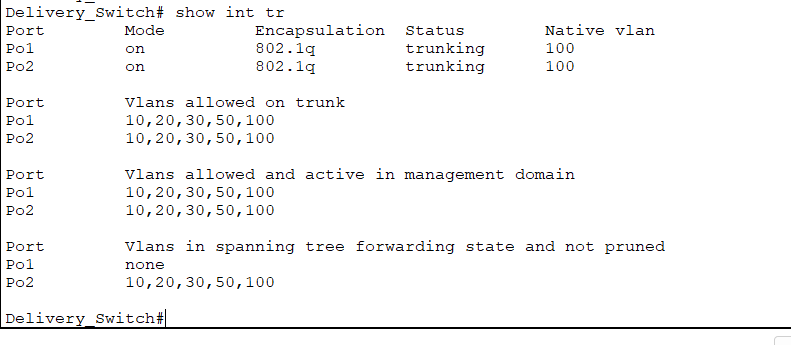 Delivery_Switch# show int tr
Port Mode Encapsulation Status Native vlan
Po1 on 802.1q trunking 100
Po2 on 802.1q trunking 100
Port Vlans allowed on trunk
Po1 10,20,30,50,100
Po2 10,20,30,50,100
Port Vlans allowed and active in management domain
Po1 10,20,30,50,100
Po2 10,20,30,50,100
Port Vlans in spanning tree forwarding state and not pruned
Po1 none
Po2 10,20,30,50,100
Delivery_Switch#